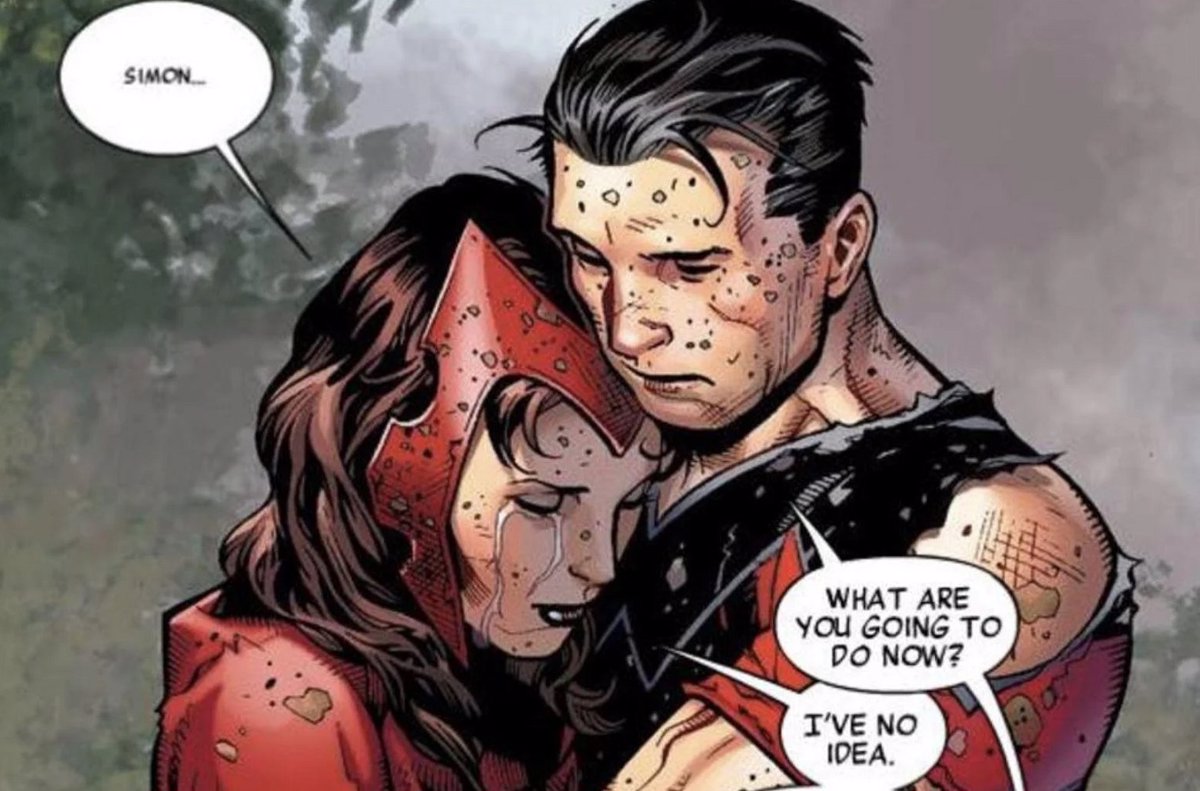 SIMON...
WHAT ARE
YOU GOING TO
DO NOW?
I'VE NO
IDEA.